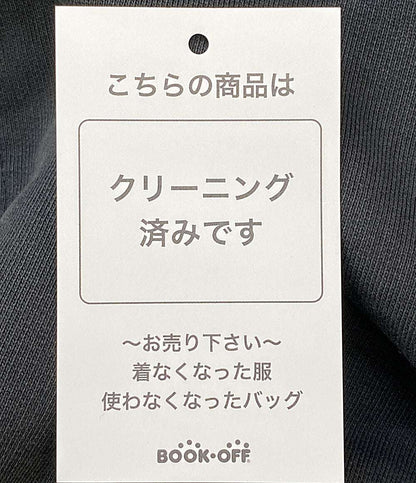 こちらの商品は
クリーニング
済みです
〜お売り下さい〜
着なくなった服
使わなくなったバッグ
BOOK・OFF